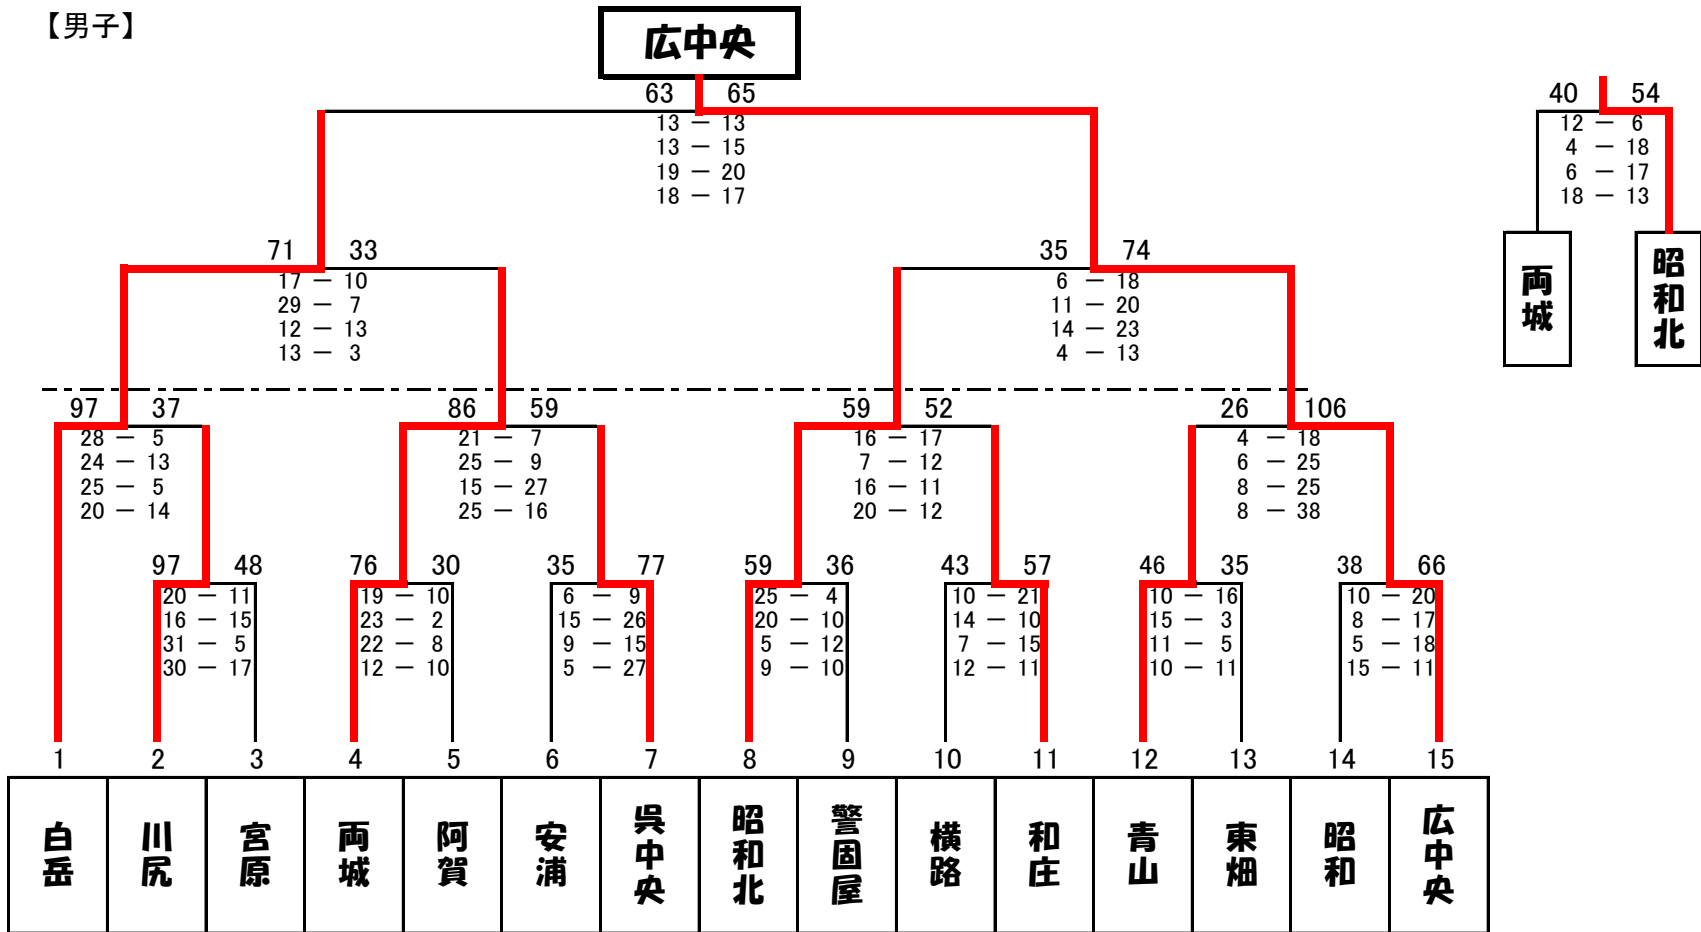 【男子】
広中央
63 65
13 － 13
13 － 15
19 － 20
18 － 17
40 54
12 － 6
4 － 18
6 － 17
18 － 13
両城
昭和北
71 33
17 － 10
29 － 7
12 － 13
13 － 3
35 74
6 － 18
11 － 20
14 － 23
4 － 13
97 37
28 － 5
24 － 13
25 － 5
20 － 14
86 59
21 － 7
25 － 9
15 － 27
25 － 16
59 52
16 － 17
7 － 12
16 － 11
20 － 12
26 106
4 － 18
6 － 25
8 － 25
8 － 38
97 48
20 － 11
16 － 15
31 － 5
30 － 17
76 30
19 － 10
23 － 2
22 － 8
12 － 10
35 77
6 － 9
15 － 26
9 － 15
5 － 27
59 36
25 － 4
20 － 10
5 － 12
9 － 10
43 57
10 － 21
14 － 10
7 － 15
12 － 11
46 35
10 － 16
15 － 3
11 － 5
10 － 11
38 66
10 － 20
8 － 17
5 － 18
15 － 11
1 2 3 4 5 6 7 8 9 10 11 12 13 14 15
白岳
川尻
宮原
両城
阿賀
安浦
呉中央
昭和北
警固屋
横路
和庄
青山
東畑
昭和
広中央